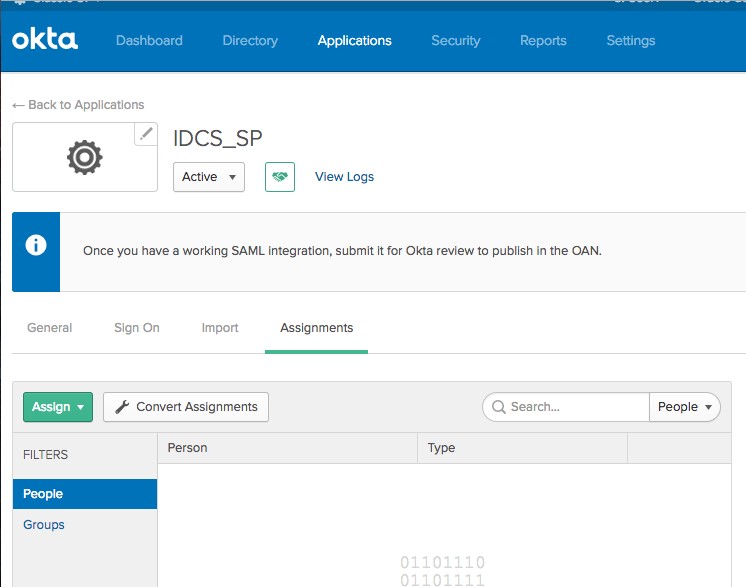 okta Dashboard Directory Applications Security Reports Settings
← Back to Applications
IDCS_SP
Active View Logs
Once you have a working SAML integration, submit it for Okta review to publish in the OAN.
General Sign On Import Assignments
Assign Convert Assignments Search... People
FILTERS Person Type
People
Groups
01101110
01101111